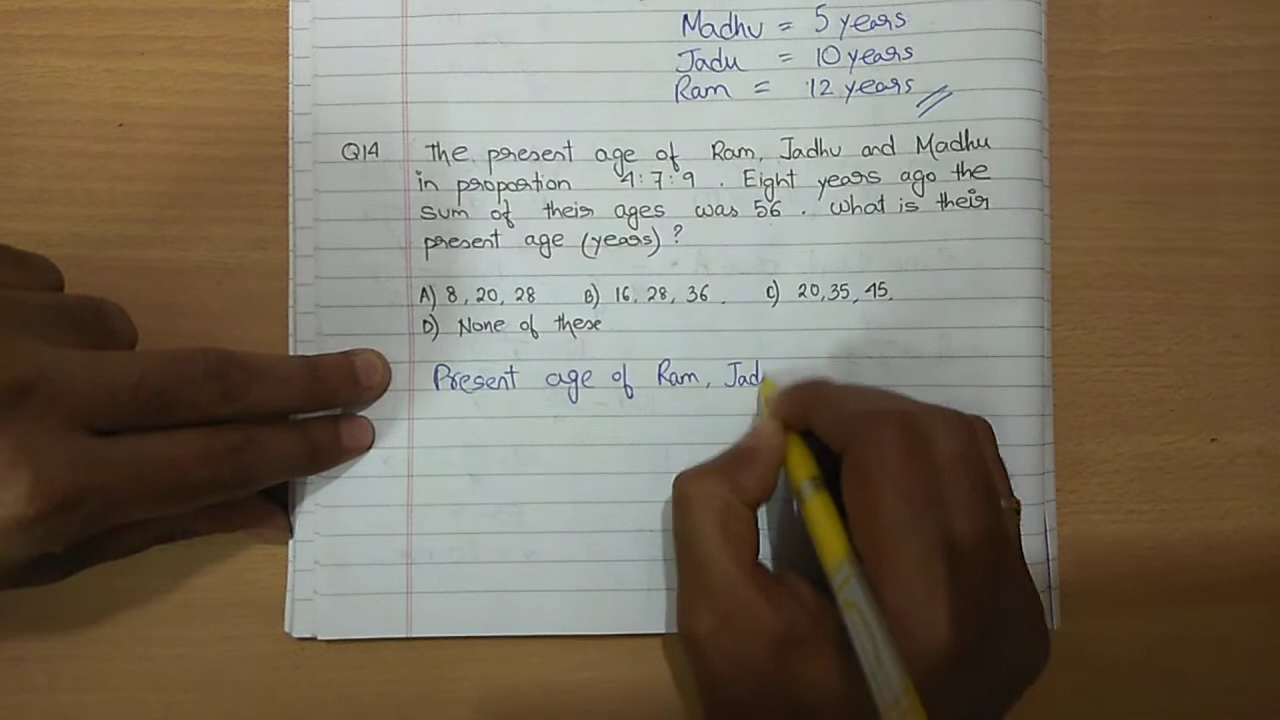 Madhu = 5 years
Jadu = 10 years
Ram = 12 years
Q14 The present age of Ram, Jadhu and Madhu
in proportion 4:7:9. Eight years ago the
sum of their ages was 56. What is their
present age (years)?
A) 8, 20, 28 B) 16, 28, 36. C) 20, 35, 45.
D) None of these
Present age of Ram, Jad